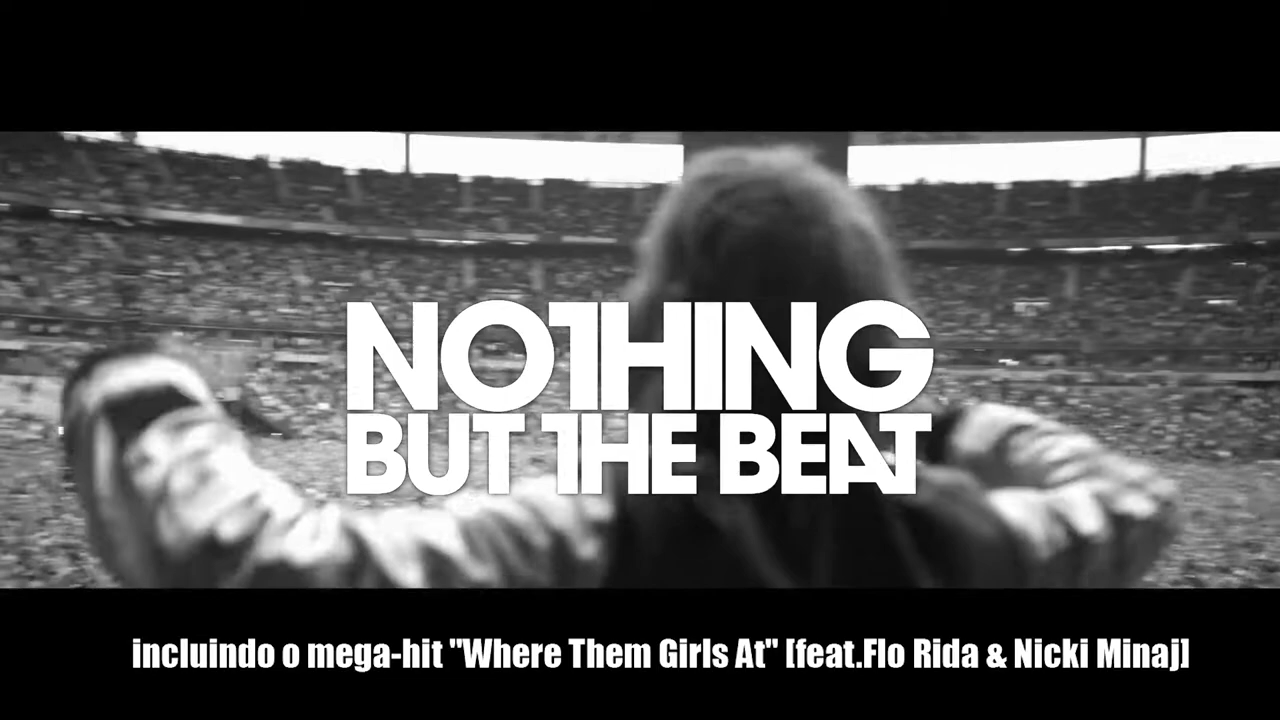 NOTHING
BUT THE BEAT
incluindo o mega-hit "Where Them Girls At" [feat.Flo Rida & Nicki Minaj]